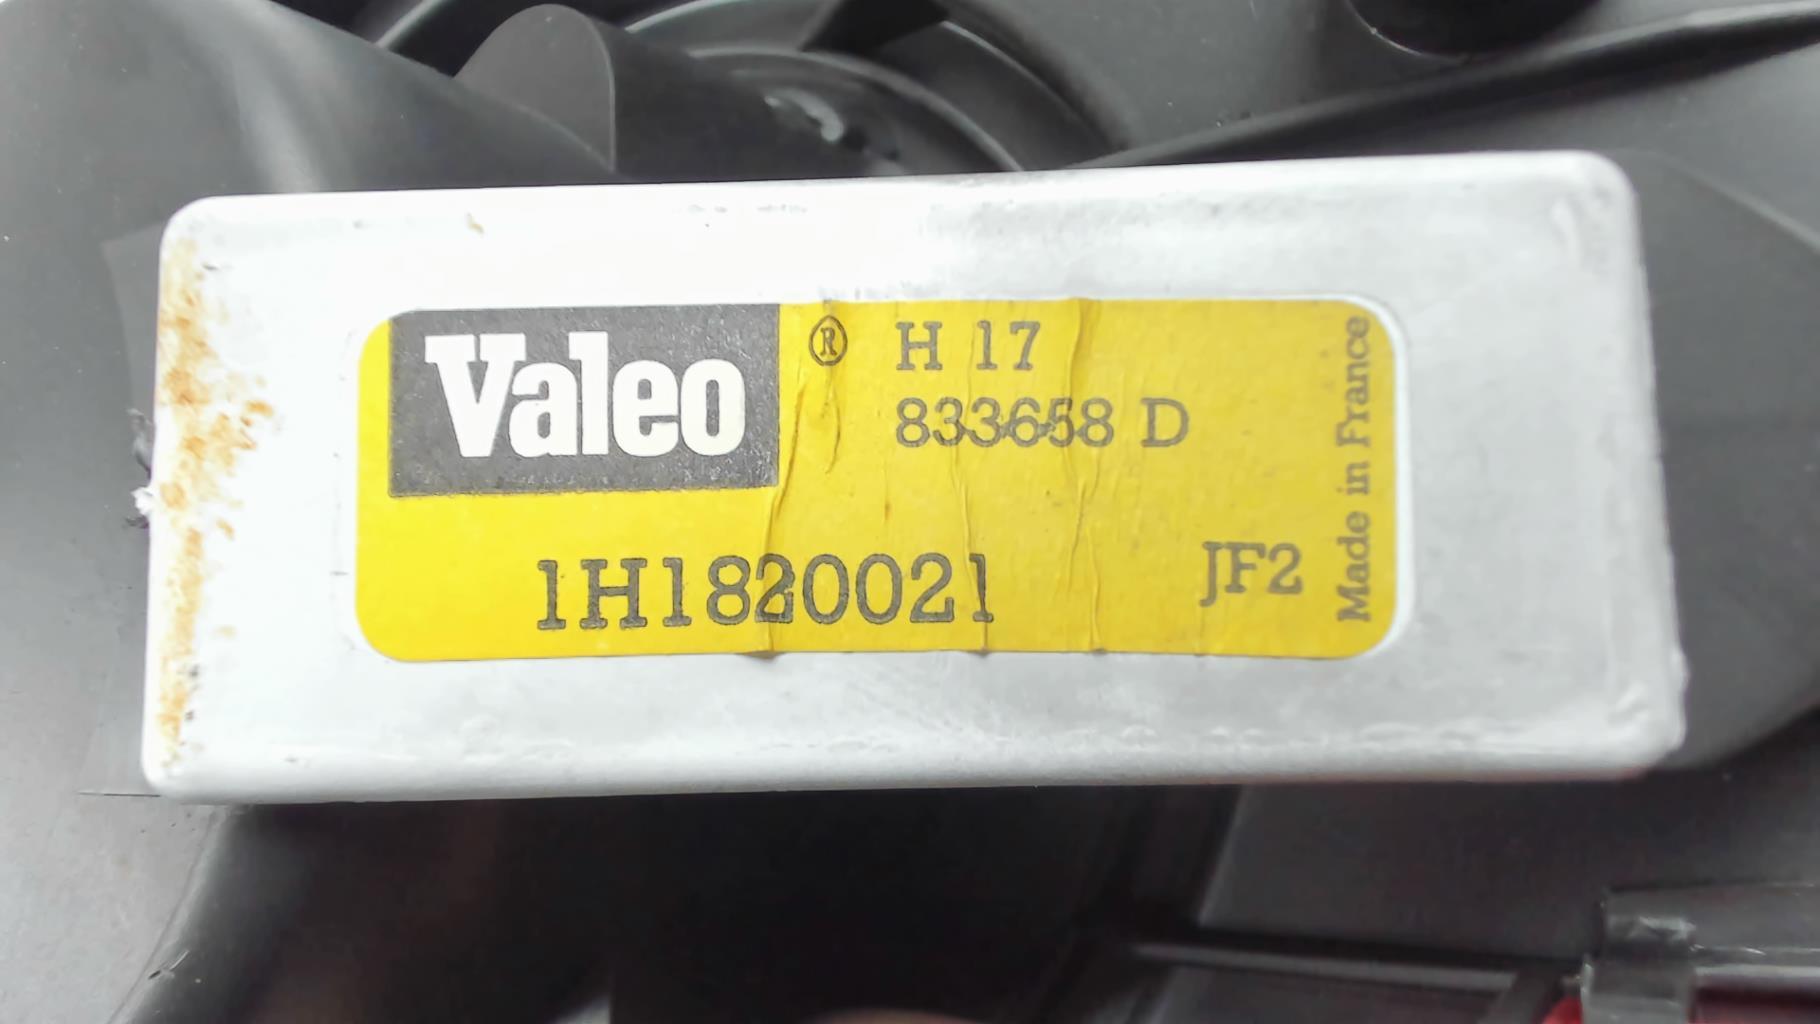 Valeo ®
H 17
833658 D
1H1820021
JF2
Made in France